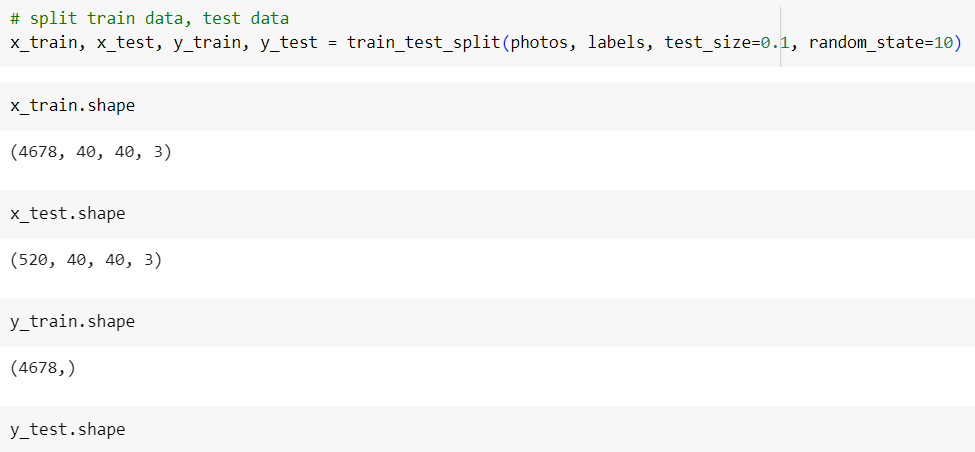 # split train data, test data
x_train, x_test, y_train, y_test = train_test_split(photos, labels, test_size=0.1, random_state=10)
x_train.shape
(4678, 40, 40, 3)
x_test.shape
(520, 40, 40, 3)
y_train.shape
(4678,)
y_test.shape